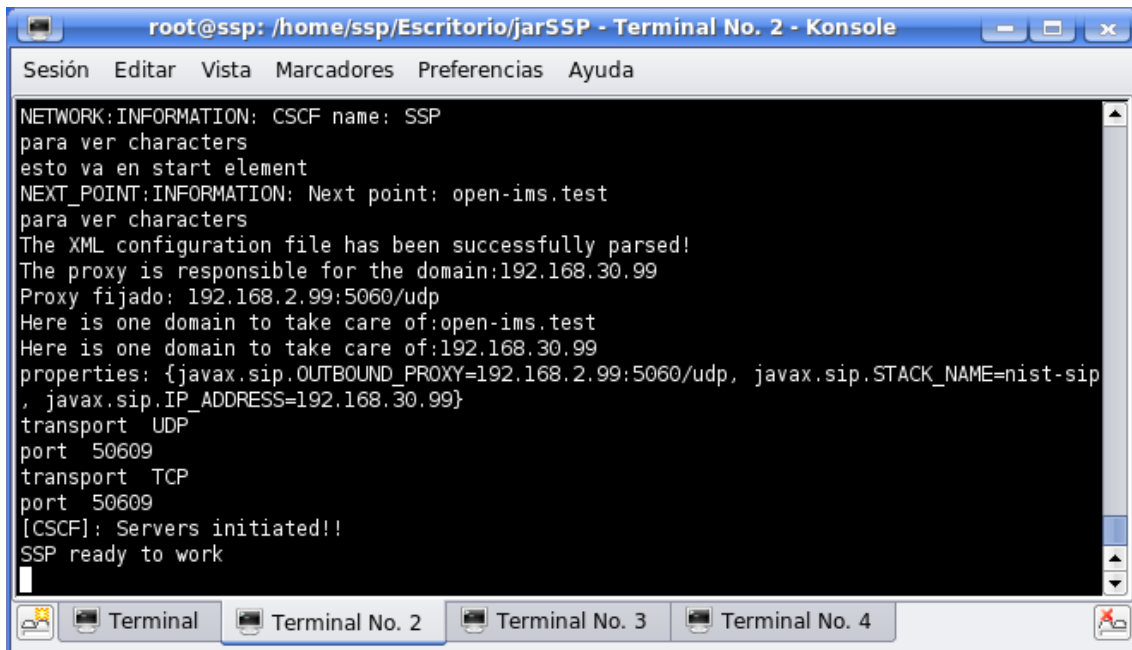 root@ssp: /home/ssp/Escritorio/jarSSP - Terminal No. 2 - Konsole
Sesión Editar Vista Marcadores Preferencias Ayuda
NETWORK:INFORMATION: CSCF name: SSP
para ver characters
esto va en start element
NEXT_POINT:INFORMATION: Next point: open-ims.test
para ver characters
The XML configuration file has been successfully parsed!
The proxy is responsible for the domain:192.168.30.99
Proxy fijado: 192.168.2.99:5060/udp
Here is one domain to take care of:open-ims.test
Here is one domain to take care of:192.168.30.99
properties: {javax.sip.OUTBOUND_PROXY=192.168.2.99:5060/udp, javax.sip.STACK_NAME=nist-sip
, javax.sip.IP_ADDRESS=192.168.30.99}
transport  UDP
port  50609
transport  TCP
port  50609
[CSCF]: Servers initiated!!
SSP ready to work
Terminal Terminal No. 2 Terminal No. 3 Terminal No. 4